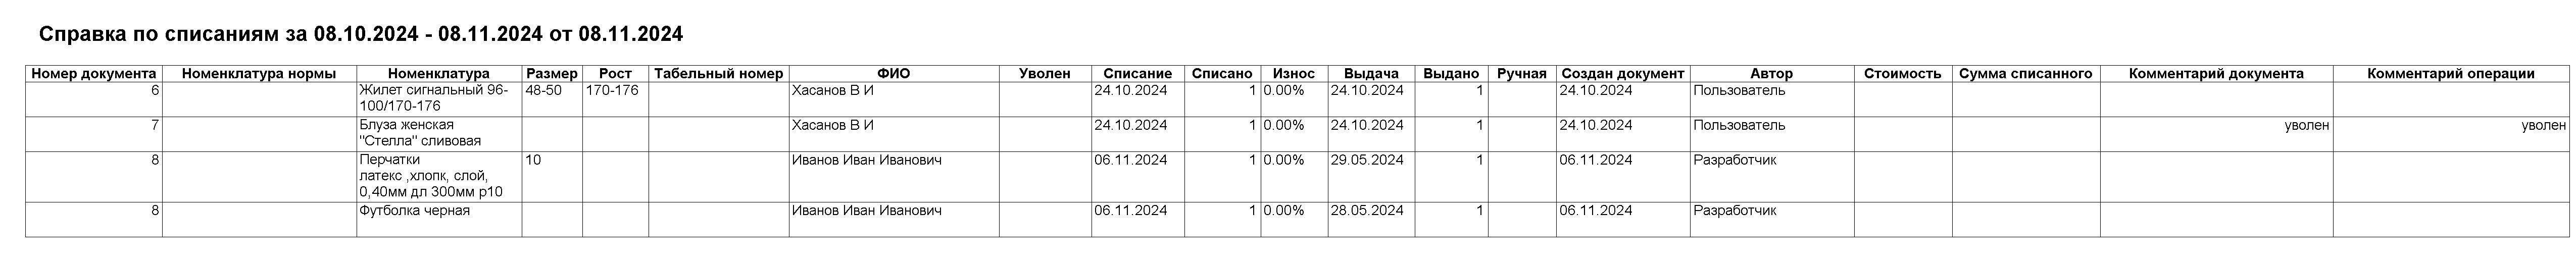 Справка по списаниям за 08.10.2024 - 08.11.2024 от 08.11.2024
Номер документа Номенклатура нормы Номенклатура Размер Рост Табельный номер ФИО Уволен Списание Списано Износ Выдача Выдано Ручная Создан документ Автор Стоимость Сумма списанного Комментарий документа Комментарий операции
6 Жилет сигнальный 96- 48-50 170-176 Хасанов В И 24.10.2024 1 0.00% 24.10.2024 1 24.10.2024 Пользователь
100/170-176
7 Блуза женская Хасанов В И 24.10.2024 1 0.00% 24.10.2024 1 24.10.2024 Пользователь уволен уволен
"Стелла" сливовая
8 Перчатки 10 Иванов Иван Иванович 06.11.2024 1 0.00% 29.05.2024 1 06.11.2024 Разработчик
латекс ,хлопк, слой,
0,40мм дл 300мм р10
8 Футболка черная Иванов Иван Иванович 06.11.2024 1 0.00% 28.05.2024 1 06.11.2024 Разработчик